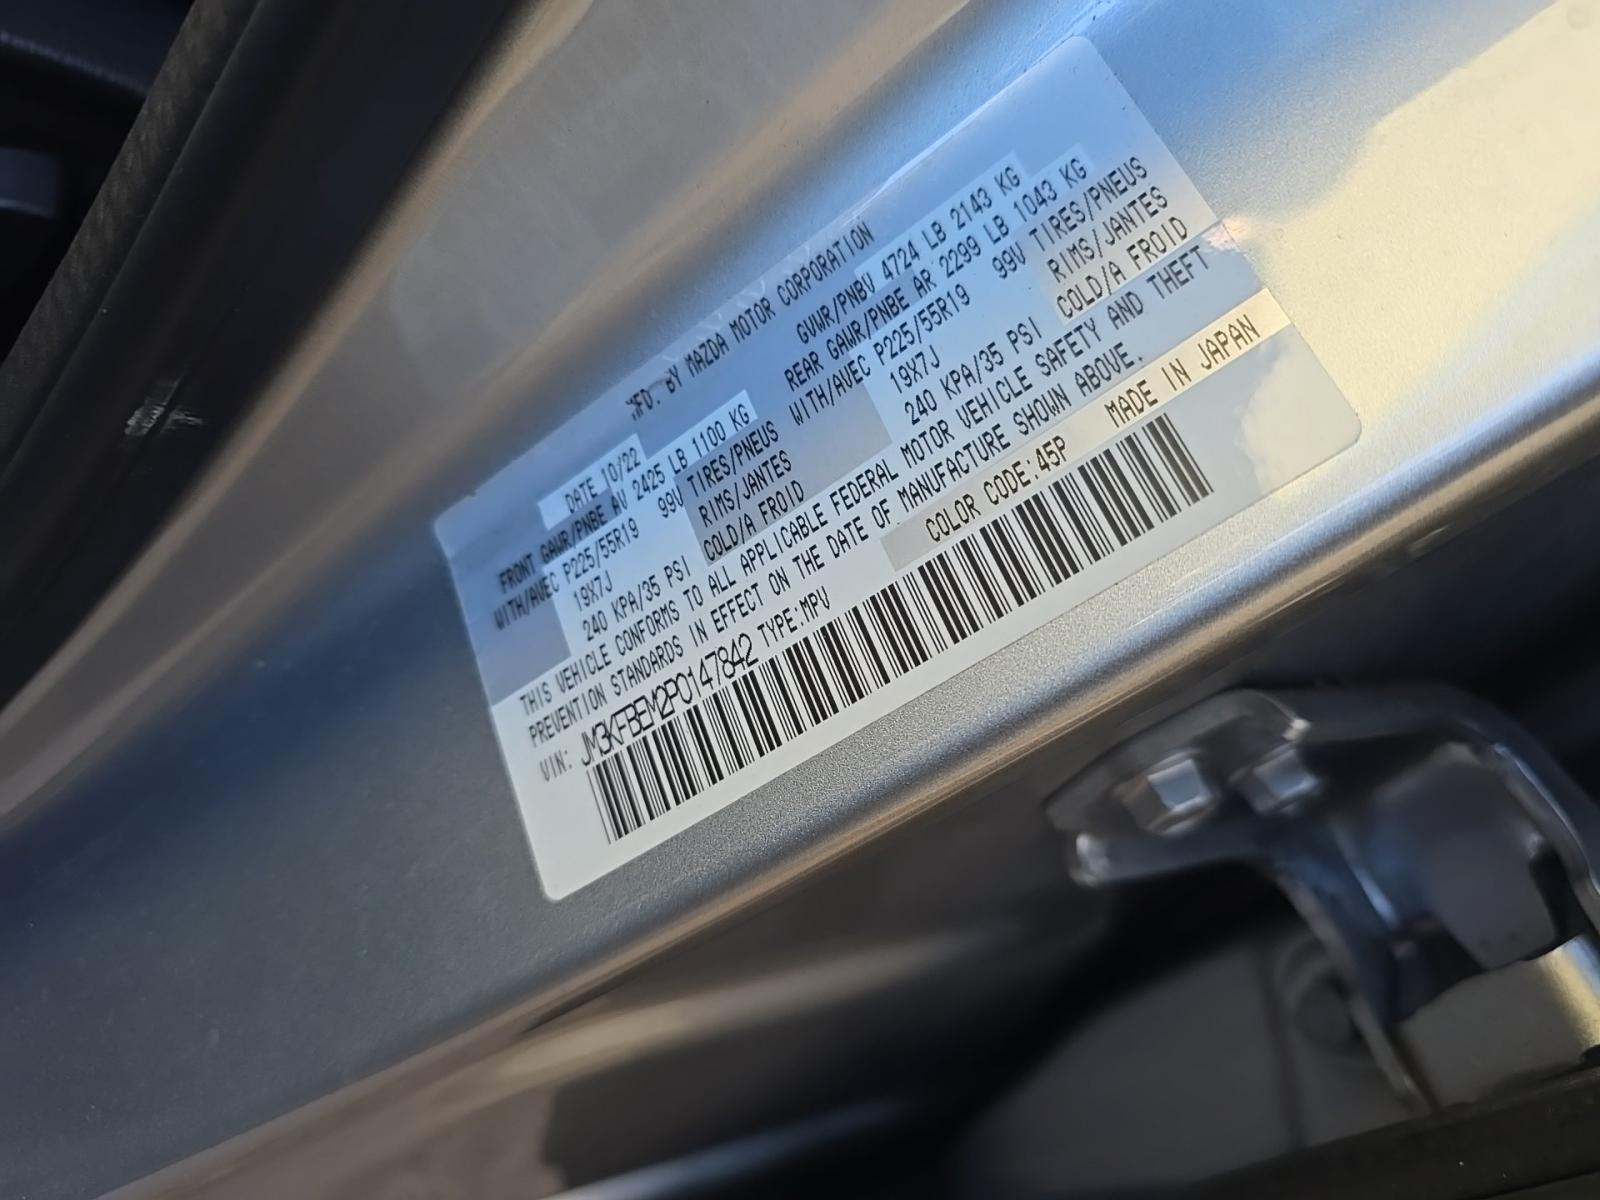 MFD. BY MAZDA MOTOR CORPORATION
DATE 10/22 GVWR/PNBV 4724 LB 2143 KG
FRONT GAWR/PNBE AV 2425 LB 1100 KG REAR GAWR/PNBE AR 2299 LB 1043 KG
WITH/AVEC P225/55R19 99V TIRES/PNEUS WITH/AVEC P225/55R19 99V TIRES/PNEUS
19X7J RIMS/JANTES 19X7J RIMS/JANTES
240 KPA/35 PSI COLD/A FROID 240 KPA/35 PSI COLD/A FROID
THIS VEHICLE CONFORMS TO ALL APPLICABLE FEDERAL MOTOR VEHICLE SAFETY AND THEFT
PREVENTION STANDARDS IN EFFECT ON THE DATE OF MANUFACTURE SHOWN ABOVE.
VIN: JM3KFBEM2P0147842 TYPE:MPV COLOR CODE:45P MADE IN JAPAN